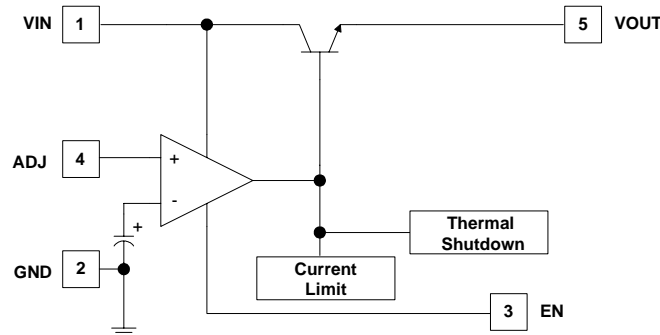 VIN 1
5 VOUT
ADJ 4
+
-
+
GND 2
Thermal
Shutdown
Current
Limit
3 EN